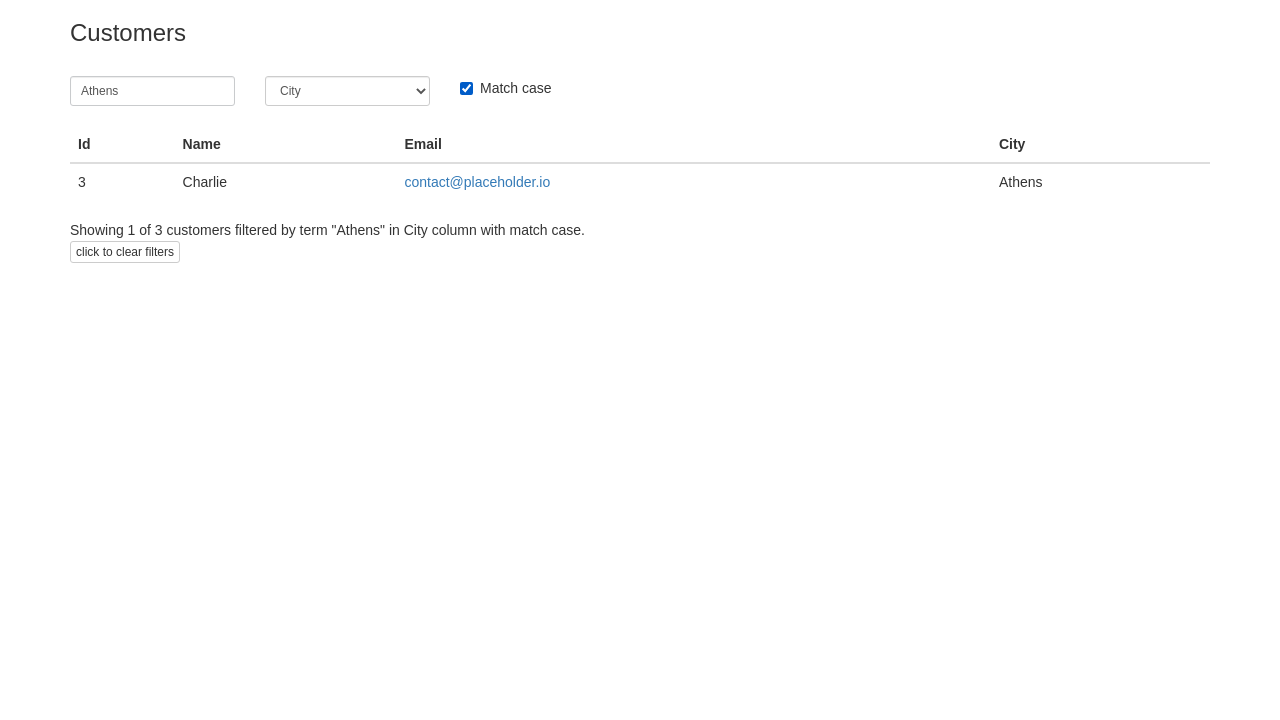 Customers
Athens City Match case
Id Name Email City
3 Charlie contact@placeholder.io Athens
Showing 1 of 3 customers filtered by term "Athens" in City column with match case.
click to clear filters